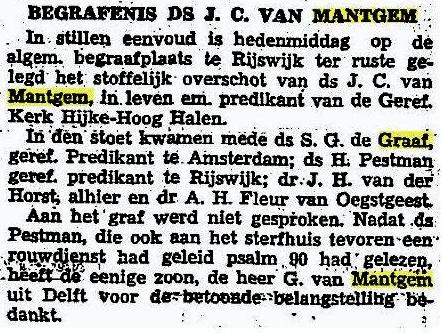 BEGRAFENIS DS J. C. VAN MANTGEM
In stillen eenvoud is hedenmiddag op de
algem. begraafplaats te Rijswijk ter ruste ge-
legd het stoffelijk overschot van ds J. C. van
Mantgem, in leven em. predikant van de Geref.
Kerk Hijke-Hoog Halen.
In den stoet kwamen mede ds S. G. de Graaf,
geref. Predikant te Amsterdam; ds H. Pestman
geref. predikant te Rijswijk; dr J. H. van der
Horst, alhier en dr A. H. Fleur van Oegstgeest.
Aan het graf werd niet gesproken. Nadat ds
Pestman, die ook aan het sterfhuis tevoren een
rouwdienst had geleid psalm 90 had gelezen,
heeft de eenige zoon, de heer G. van Mantgem
uit Delft voor de betoonde belangstelling be-
dankt.